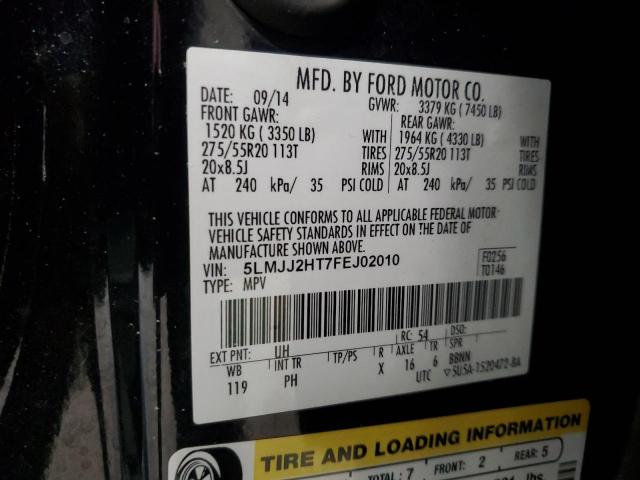 MFD. BY FORD MOTOR CO.
DATE: 09/14 GVWR: 3379 KG ( 7450 LB)
FRONT GAWR: REAR GAWR:
1520 KG ( 3350 LB) WITH 1964 KG ( 4330 LB) WITH
275/55R20 113T TIRES 275/55R20 113T TIRES
20x8.5J RIMS 20x8.5J RIMS
AT 240 kPa/ 35 PSI COLD AT 240 kPa/ 35 PSI COLD
THIS VEHICLE CONFORMS TO ALL APPLICABLE FEDERAL MOTOR
VEHICLE SAFETY STANDARDS IN EFFECT ON THE DATE OF
MANUFACTURE SHOWN ABOVE.
VIN: 5LMJJ2HT7FEJ02010 F0256
TYPE: MPV T0146
EXT PNT: UH RC: 54 DSO:
WB INT TR TP/PS R AXLE TR SPR
119 PH X 16 6 BBNN
UTC ▽5U5A-1520472-BA
TIRE AND LOADING INFORMATION
TOTAL: 7 FRONT: 2 REAR: 5
lbs